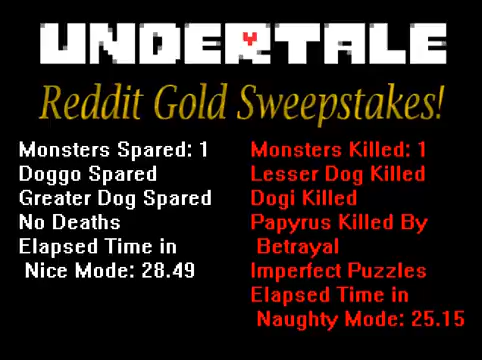 UNDERTALE
Reddit Gold Sweepstakes!
Monsters Spared: 1
Doggo Spared
Greater Dog Spared
No Deaths
Elapsed Time in
Nice Mode: 28.49
Monsters Killed: 1
Lesser Dog Killed
Dogi Killed
Papyrus Killed By
Betrayal
Imperfect Puzzles
Elapsed Time in
Naughty Mode: 25.15